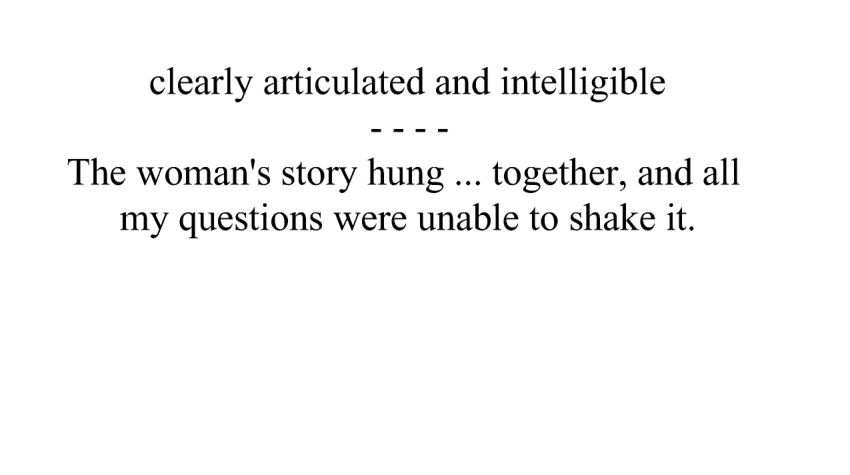 clearly articulated and intelligible
- - - -
The woman's story hung ... together, and all
my questions were unable to shake it.